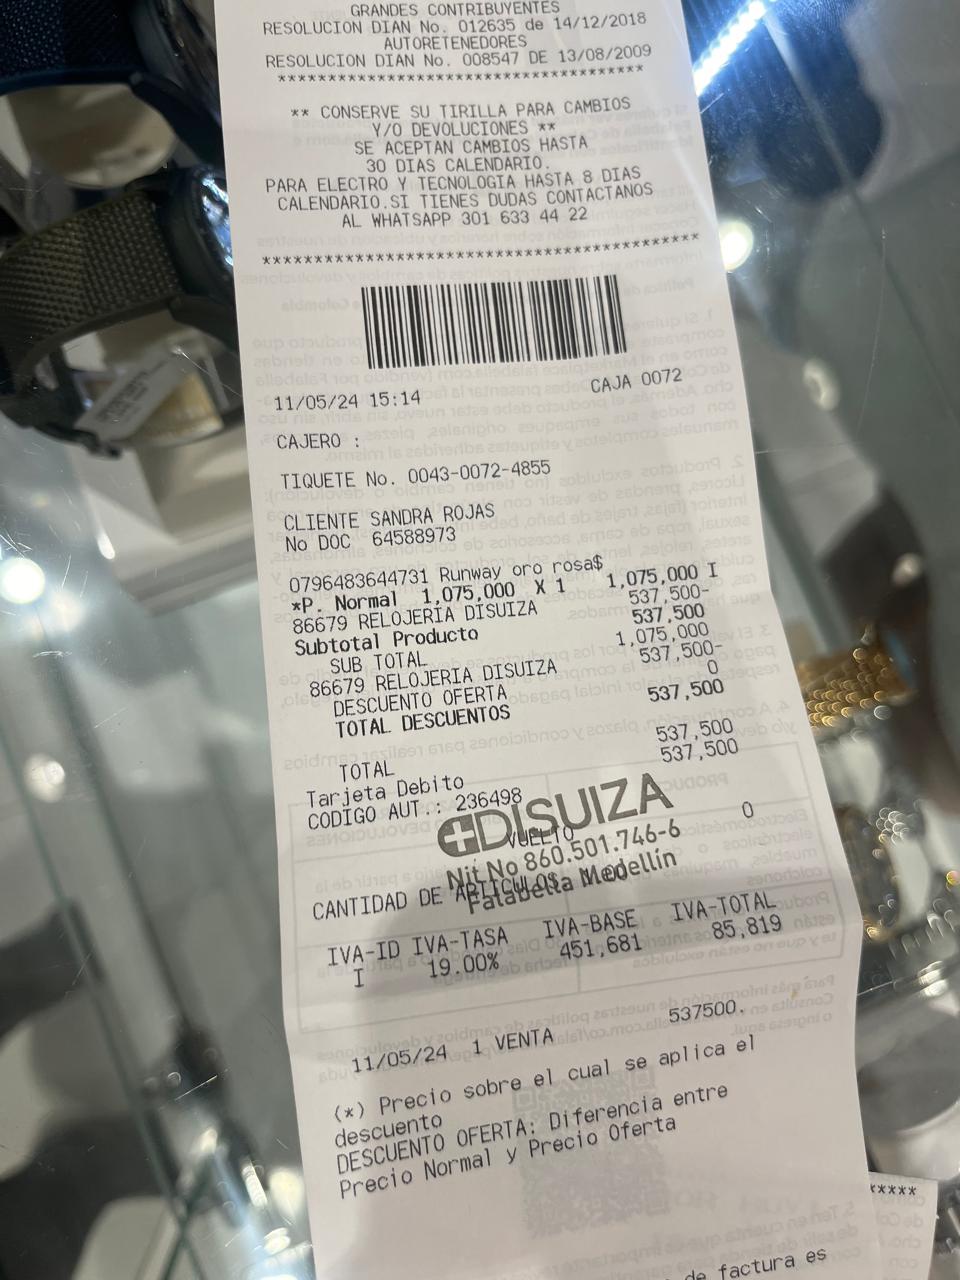 GRANDES CONTRIBUYENTES
RESOLUCION DIAN No. 012635 de 14/12/2018
AUTORETENEDORES
RESOLUCION DIAN No. 008547 DE 13/08/2009
****************************************
** CONSERVE SU TIRILLA PARA CAMBIOS
Y/O DEVOLUCIONES **
SE ACEPTAN CAMBIOS HASTA
30 DIAS CALENDARIO.
PARA ELECTRO Y TECNOLOGIA HASTA 8 DIAS
CALENDARIO.SI TIENES DUDAS CONTACTANOS
AL WHATSAPP 301 633 44 22
****************************************
11/05/24 15:14 CAJA 0072
CAJERO :
TIQUETE No. 0043-0072-4855
CLIENTE SANDRA ROJAS
No DOC 64588973
0796483644731 Runway oro rosa$
*P. Normal 1,075,000 X 1 1,075,000 I
86679 RELOJERIA DISUIZA 537,500-
Subtotal Producto 537,500
SUB TOTAL 1,075,000
86679 RELOJERIA DISUIZA 537,500-
DESCUENTO OFERTA 0
TOTAL DESCUENTOS 537,500
TOTAL 537,500
Tarjeta Debito 537,500
CODIGO AUT.: 236498
DISUIZA
VUELTO 0
Nit No 860.501.746-6
CANTIDAD DE ARTICULOS
Falabella Medellín
IVA-ID IVA-TASA IVA-BASE IVA-TOTAL
I 19.00% 451,681 85,819
11/05/24 1 VENTA 537500.
(*) Precio sobre el cual se aplica el
descuento
DESCUENTO OFERTA: Diferencia entre
Precio Normal y Precio Oferta
*****
de factura es